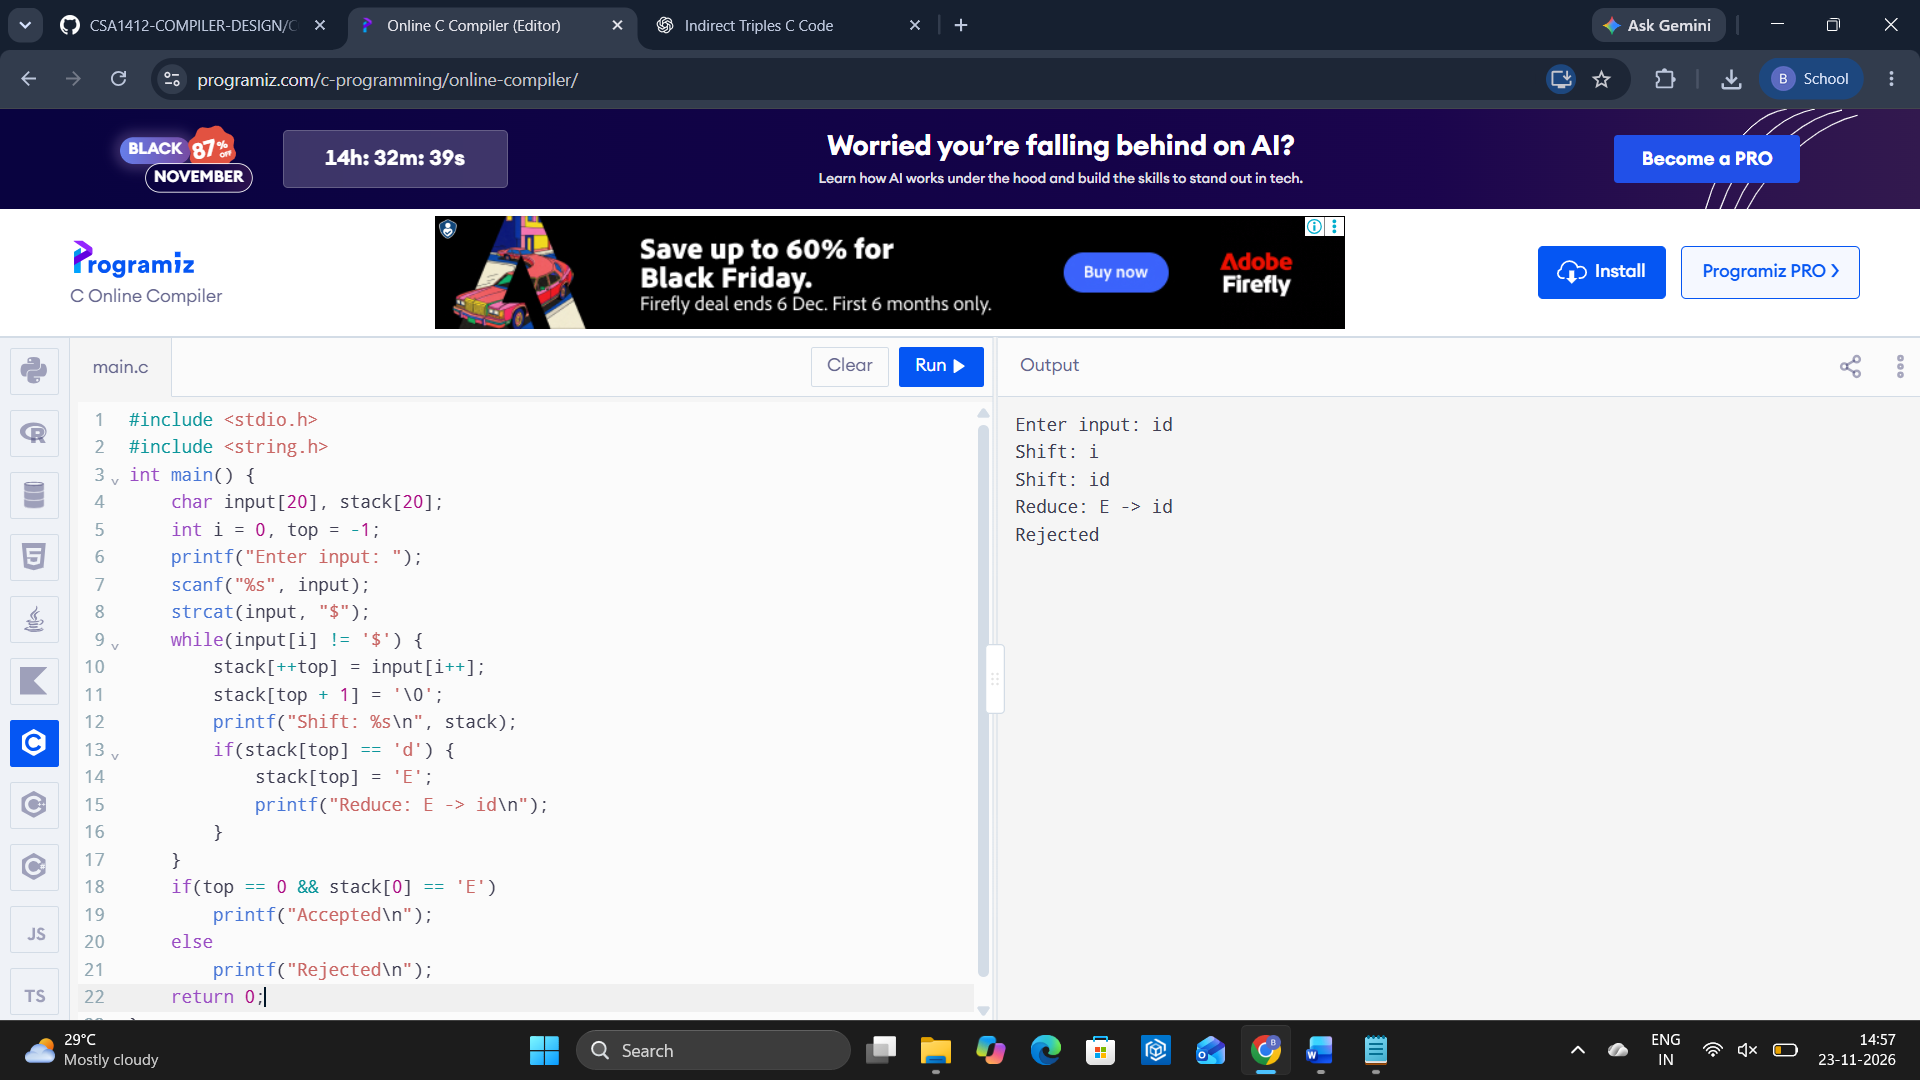 CSA1412-COMPILER-DESIGN/C
Online C Compiler (Editor)
Indirect Triples C Code
Ask Gemini
programiz.com/c-programming/online-compiler/
B School
BLACK 87% OFF
NOVEMBER
14h: 32m: 39s
Worried you're falling behind on AI?
Learn how AI works under the hood and build the skills to stand out in tech.
Become a PRO
Programiz
C Online Compiler
Save up to 60% for
Black Friday.
Firefly deal ends 6 Dec. First 6 months only.
Buy now
Adobe
Firefly
Install
Programiz PRO >
main.c
Clear
Run
Output
1 #include <stdio.h>
2 #include <string.h>
3 int main() {
4 char input[20], stack[20];
5 int i = 0, top = -1;
6 printf("Enter input: ");
7 scanf("%s", input);
8 strcat(input, "$");
9 while(input[i] != '$') {
10 stack[++top] = input[i++];
11 stack[top + 1] = '\0';
12 printf("Shift: %s\n", stack);
13 if(stack[top] == 'd') {
14 stack[top] = 'E';
15 printf("Reduce: E -> id\n");
16 }
17 }
18 if(top == 0 && stack[0] == 'E')
19 printf("Accepted\n");
20 else
21 printf("Rejected\n");
22 return 0;
Enter input: id
Shift: i
Shift: id
Reduce: E -> id
Rejected
JS
TS
29°C
Mostly cloudy
Search
ENG
IN
14:57
23-11-2026